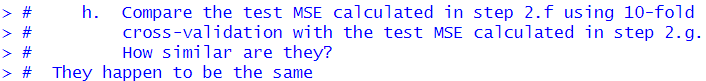 > #     h.  Compare the test MSE calculated in step 2.f using 10-fold
> #         cross-validation with the test MSE calculated in step 2.g.
> #         How similar are they?
> #  They happen to be the same